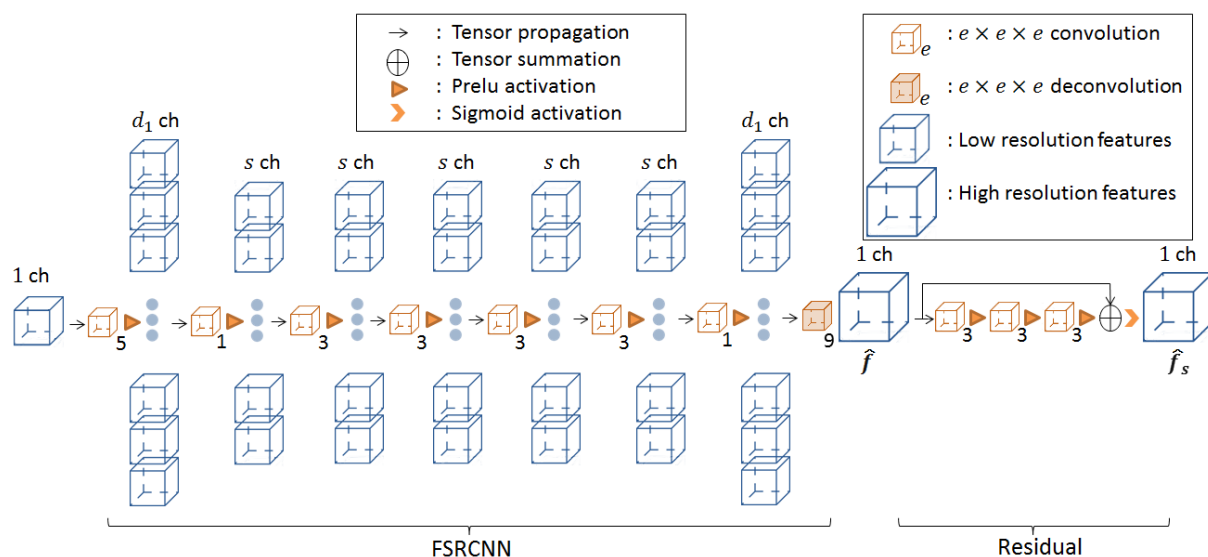 : Tensor propagation
: Tensor summation
: Prelu activation
: Sigmoid activation
e : e × e × e convolution
e : e × e × e deconvolution
: Low resolution features
: High resolution features
d₁ ch
s ch
s ch
s ch
s ch
s ch
d₁ ch
1 ch
1 ch
1 ch
5
1
3
3
3
3
1
9
3
3
3
f̂
f̂ₛ
FSRCNN
Residual